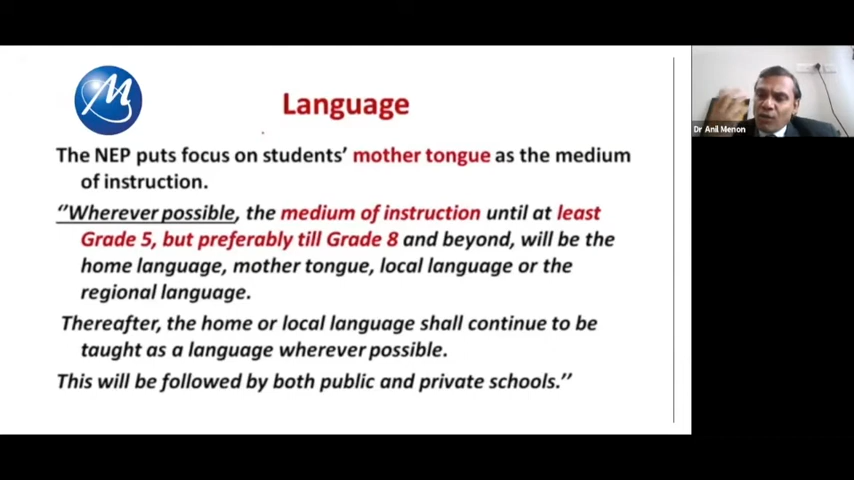 Language
The NEP puts focus on students’ mother tongue as the medium
of instruction.
‘’Wherever possible, the medium of instruction until at least
Grade 5, but preferably till Grade 8 and beyond, will be the
home language, mother tongue, local language or the
regional language.
Thereafter, the home or local language shall continue to be
taught as a language wherever possible.
This will be followed by both public and private schools.’’
Dr Anil Menon